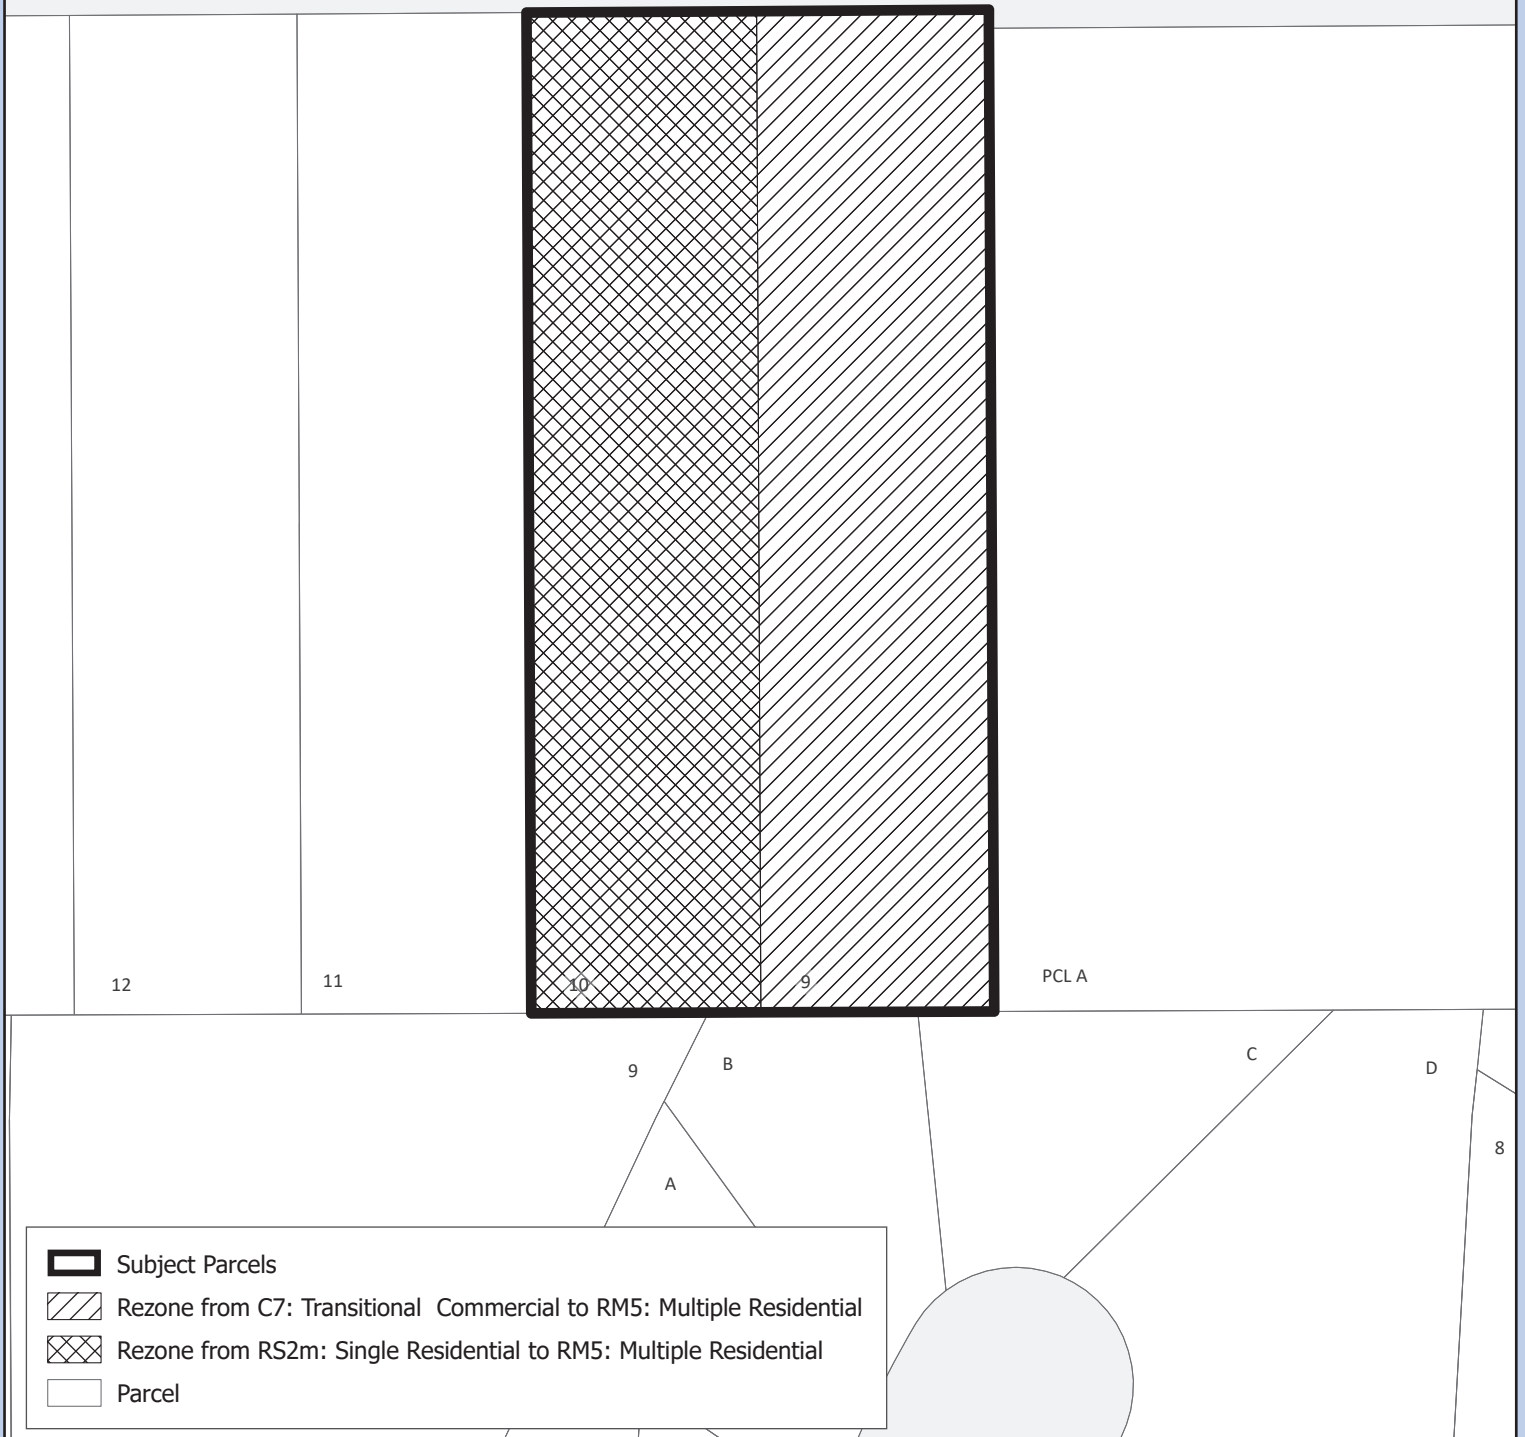 12
11
10
9
PCL A
9
B
C
D
8
A
Subject Parcels
Rezone from C7: Transitional Commercial to RM5: Multiple Residential
Rezone from RS2m: Single Residential to RM5: Multiple Residential
Parcel